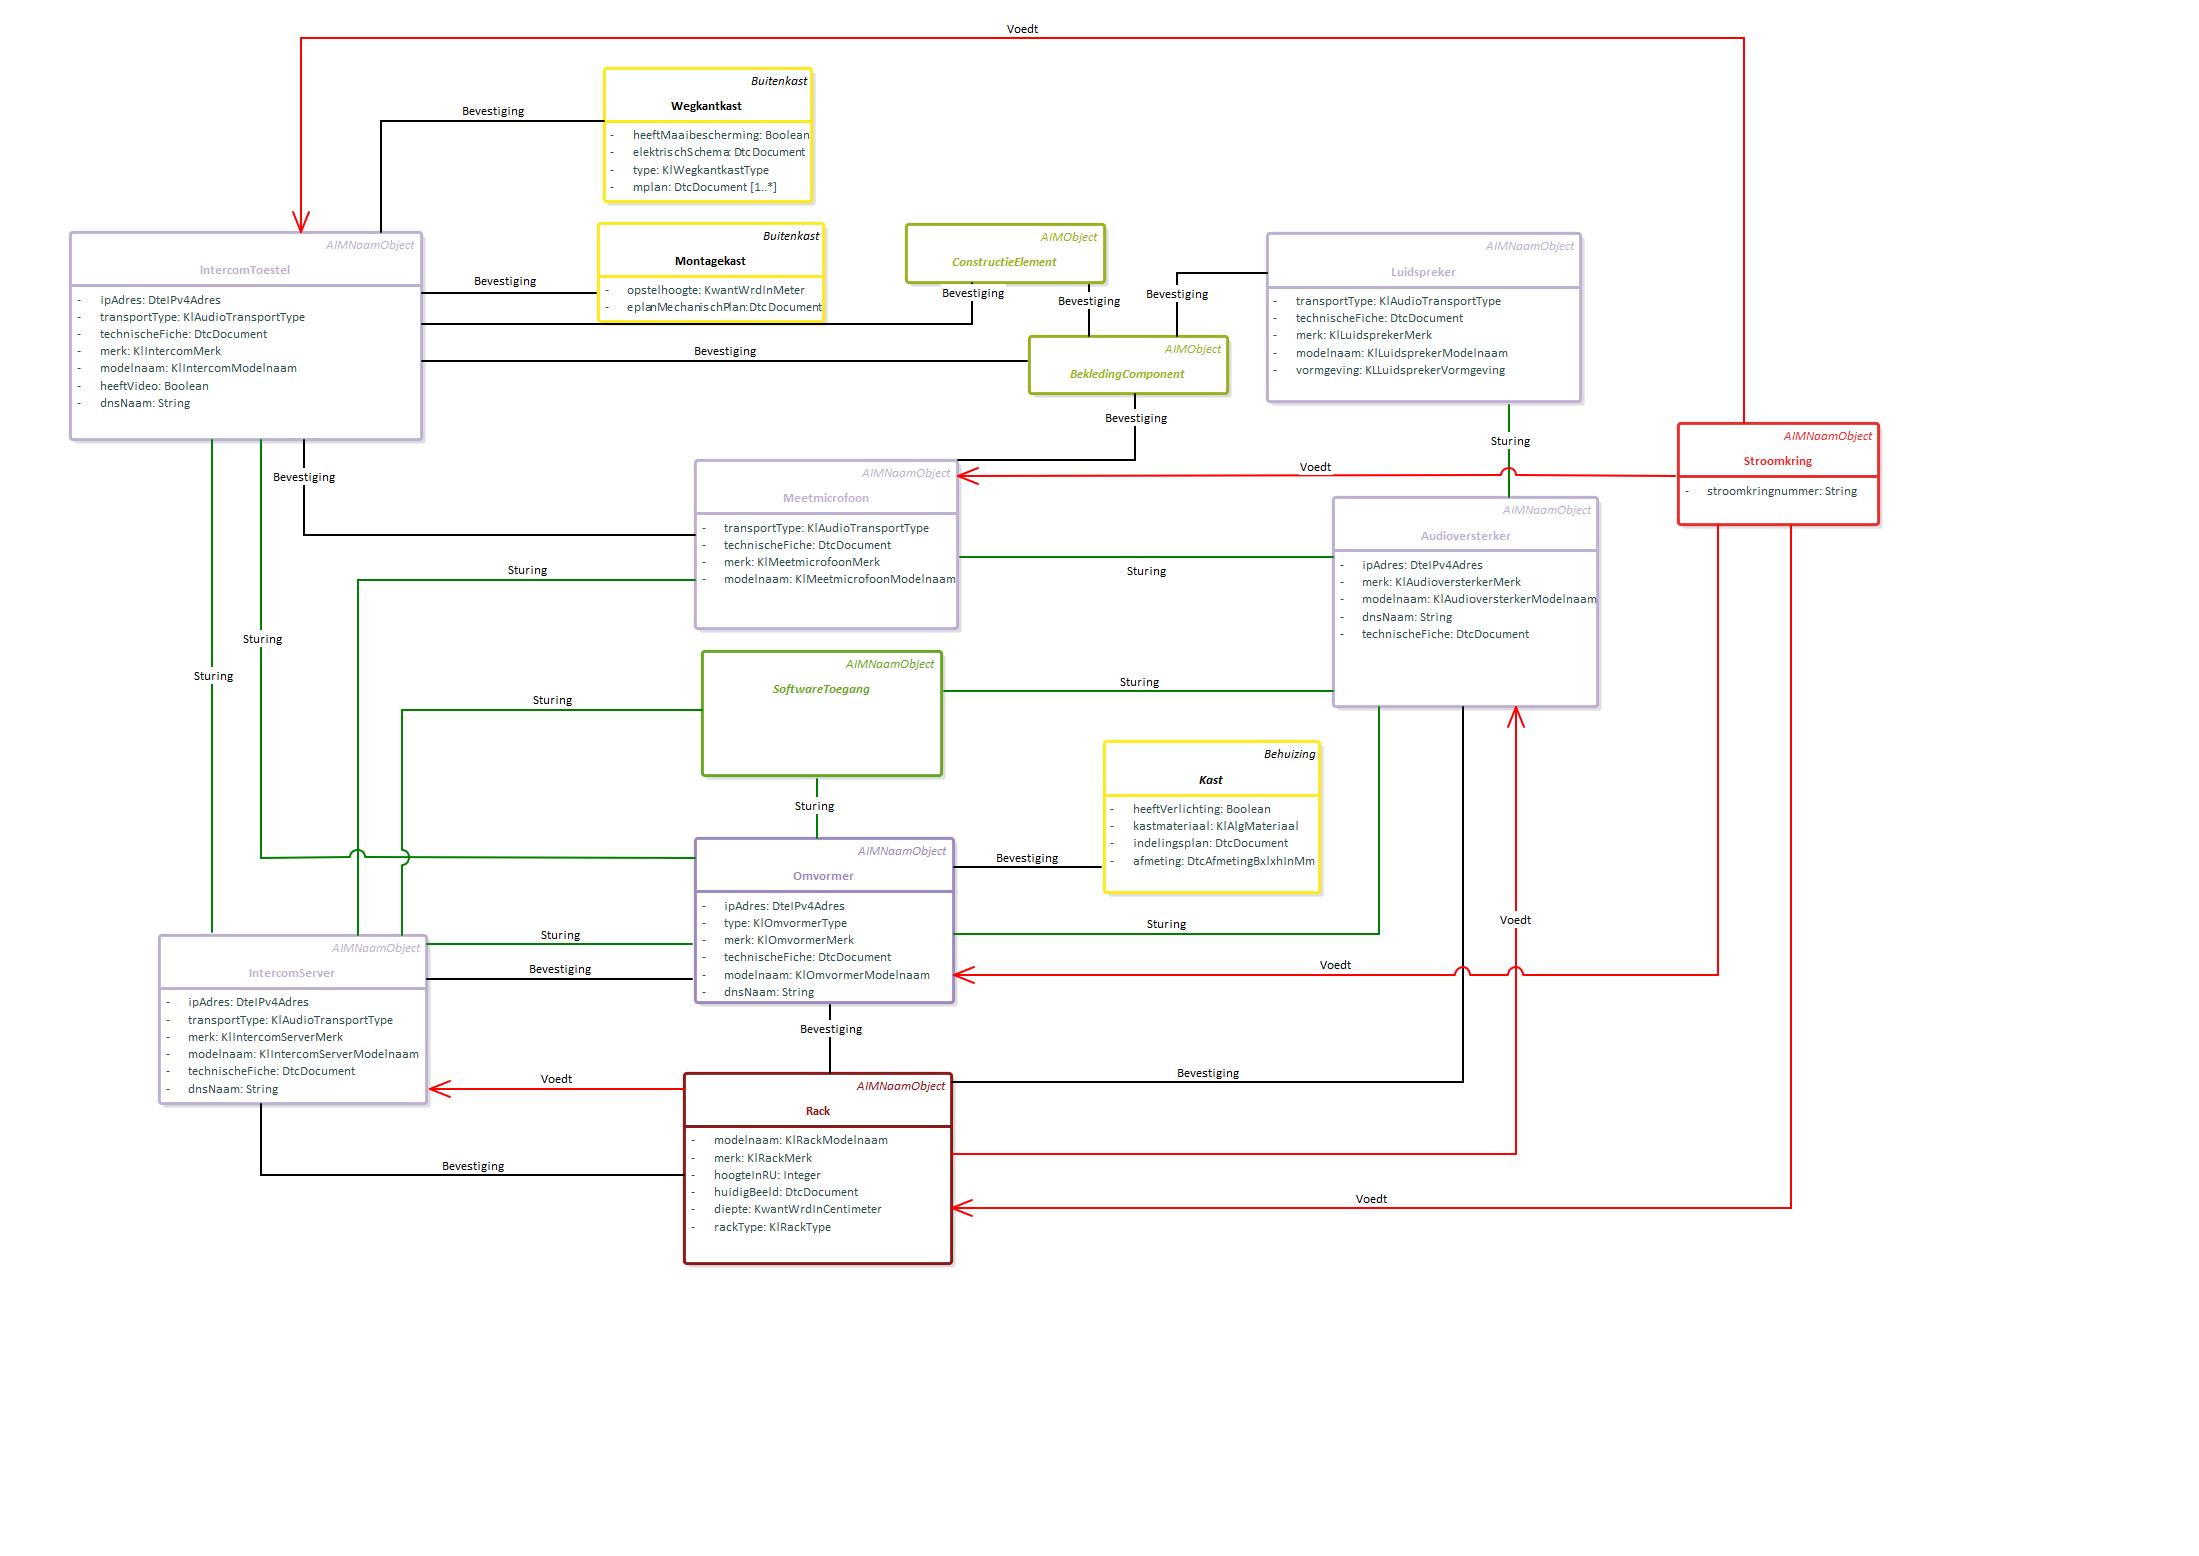 Voedt
Buitenkast
Wegkantkast
- heeftMaaibescherming: Boolean
- elektrischSchema: DtcDocument
- type: KlWegkantkastType
- mplan: DtcDocument [1..*]
Bevestiging
Buitenkast
Montagekast
- opstelhoogte: KwantWrdInMeter
- eplanMechanischPlan:DtcDocument
Bevestiging
AIMNaamObject
IntercomToestel
- ipAdres: DteIPv4Adres
- transportType: KlAudioTransportType
- technischeFiche: DtcDocument
- merk: KlIntercomMerk
- modelnaam: KlIntercomModelnaam
- heeftVideo: Boolean
- dnsNaam: String
AIMObject
ConstructieElement
Bevestiging
Bevestiging
Bevestiging
AIMNaamObject
Luidspreker
- transportType: KlAudioTransportType
- technischeFiche: DtcDocument
- merk: KLLuidsprekerMerk
- modelnaam: KlLuidsprekerModelnaam
- vormgeving: KLLuidsprekerVormgeving
Bevestiging
AIMObject
BekledingComponent
Bevestiging
Sturing
AIMNaamObject
Stroomkring
- stroomkringnummer: String
Voedt
Bevestiging
AIMNaamObject
Meetmicrofoon
- transportType: KlAudioTransportType
- technischeFiche: DtcDocument
- merk: KlMeetmicrofoonMerk
- modelnaam: KlMeetmicrofoonModelnaam
Sturing
Sturing
AIMNaamObject
Audioversterker
- ipAdres: DteIPv4Adres
- merk: KlAudioversterkerMerk
- modelnaam: KlAudioversterkerModelnaam
- dnsNaam: String
- technischeFiche: DtcDocument
Sturing
Sturing
AIMNaamObject
SoftwareToegang
Sturing
Sturing
Sturing
Behuizing
Kast
- heeftVerlichting: Boolean
- kastmateriaal: KlAlgMateriaal
- indelingsplan: DtcDocument
- afmeting: DtcAfmetingBxlxhInMm
AIMNaamObject
Omvormer
- ipAdres: DteIPv4Adres
- type: KlOmvormerType
- merk: KlOmvormerMerk
- technischeFiche: DtcDocument
- modelnaam: KlOmvormerModelnaam
- dnsNaam: String
Bevestiging
Sturing
Voedt
Voedt
Sturing
Bevestiging
AIMNaamObject
IntercomServer
- ipAdres: DteIPv4Adres
- transportType: KlAudioTransportType
- merk: KlIntercomServerMerk
- modelnaam: KlIntercomServerModelnaam
- technischeFiche: DtcDocument
- dnsNaam: String
Bevestiging
Voedt
Bevestiging
AIMNaamObject
Rack
- modelnaam: KlRackModelnaam
- merk: KlRackMerk
- hoogteInRU: Integer
- huidigBeeld: DtcDocument
- diepte: KwantWrdInCentimeter
- rackType: KlRackType
Bevestiging
Voedt